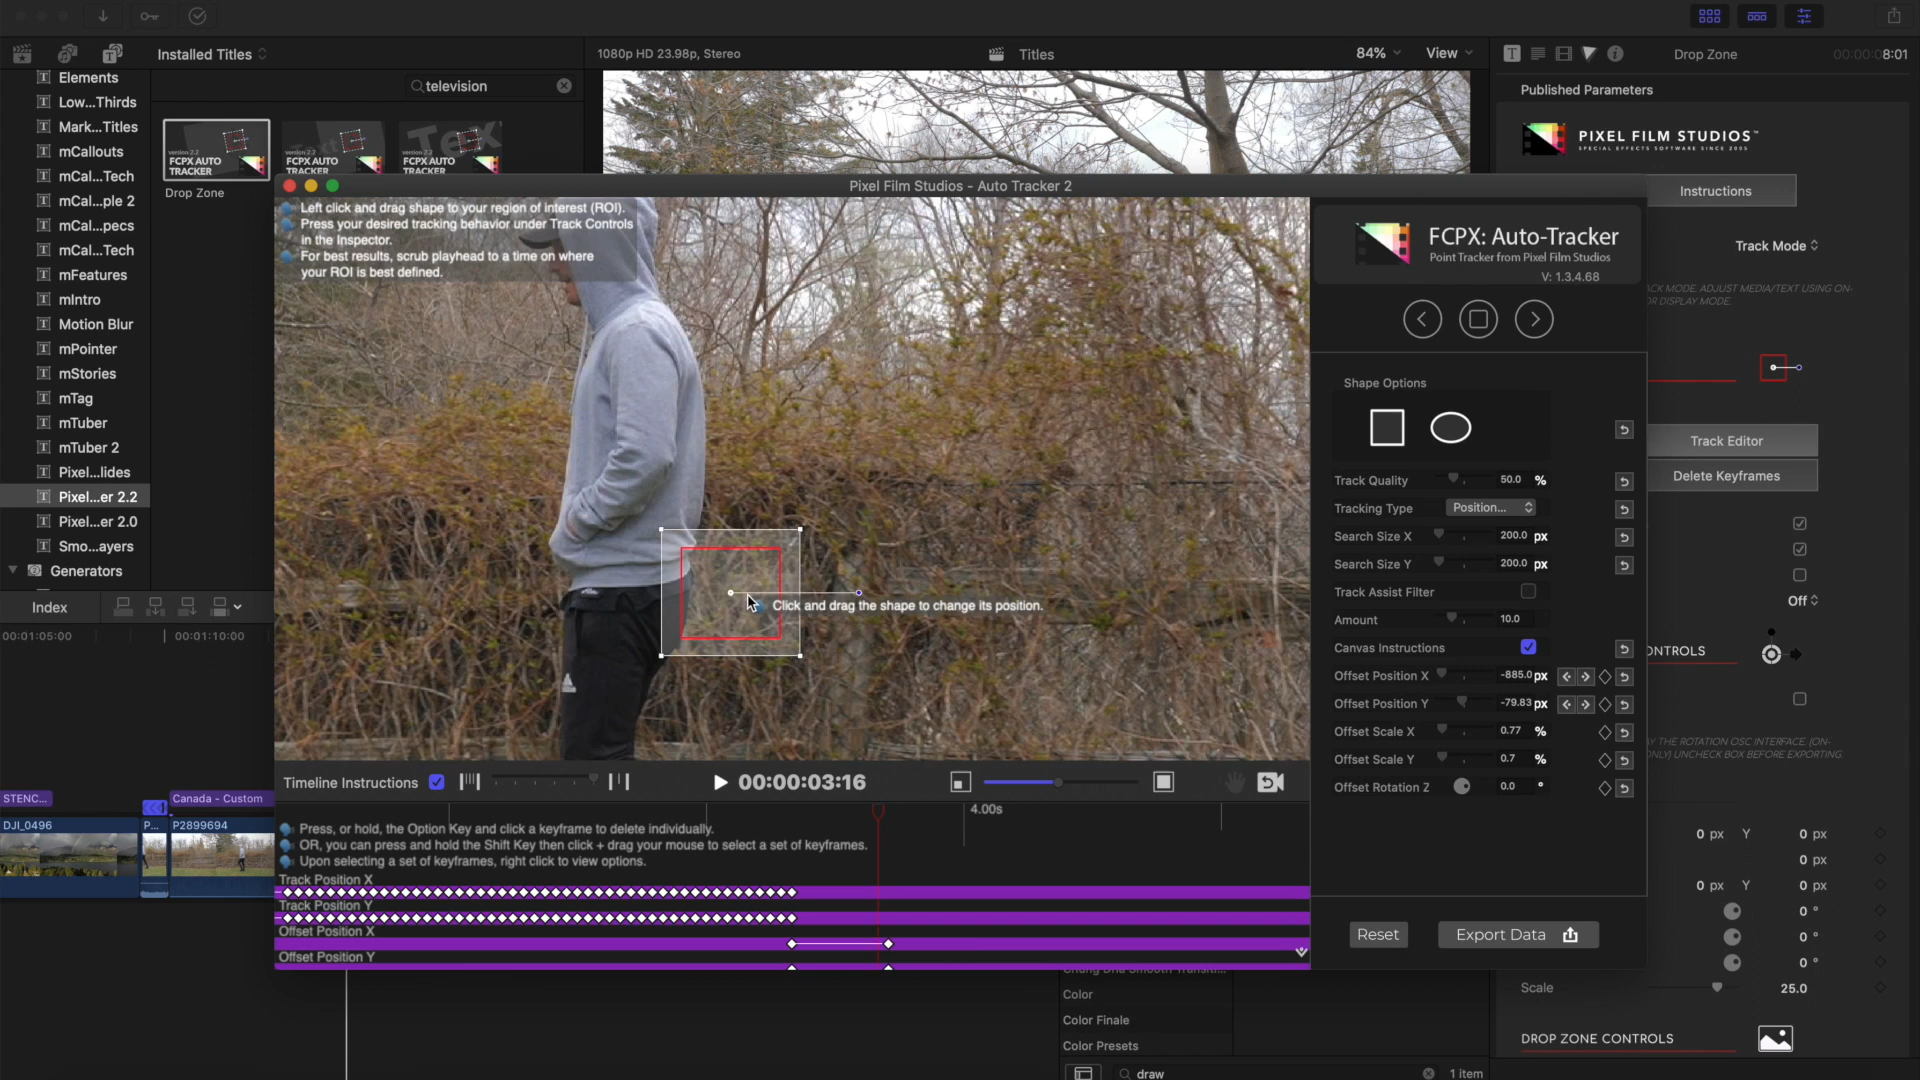 Installed Titles
television
Elements
Low...Thirds
Mark...Titles
mCallouts
mCal...Tech
mCal...ple 2
mCal...pecs
mCal...Tech
mFeatures
mIntro
Motion Blur
mPointer
mStories
mTag
mTuber
mTuber 2
Pixel...lides
Pixel...er 2.2
Pixel...er 2.0
Smo...ayers
Generators
version 2.2
FCPX AUTO
TRACKER
Drop Zone
version 2.2
FCPX AUTO
TRACKER
Tex
version 2.2
FCPX AUTO
TRACKER
1080p HD 23.98p, Stereo
Titles
84%
View
Drop Zone
00:00:08:01
Published Parameters
PIXEL FILM STUDIOS™
SPECIAL EFFECTS SOFTWARE SINCE 2005
Instructions
Track Mode
ACK MODE. ADJUST MEDIA/TEXT USING ON-
OR DISPLAY MODE.
Track Editor
Delete Keyframes
Off
ONTROLS
AY THE ROTATION OSC INTERFACE. (ON-
ONLY) UNCHECK BOX BEFORE EXPORTING.
0 px Y 0 px
0 px
0 px Y 0 px
0 °
0 °
0 °
Scale 25.0
DROP ZONE CONTROLS
Pixel Film Studios - Auto Tracker 2
Left click and drag shape to your region of interest (ROI).
Press your desired tracking behavior under Track Controls
in the Inspector.
For best results, scrub playhead to a time on where
your ROI is best defined.
Click and drag the shape to change its position.
FCPX: Auto-Tracker
Point Tracker from Pixel Film Studios
V: 1.3.4.68
Shape Options
Track Quality 50.0 %
Tracking Type Position...
Search Size X 200.0 px
Search Size Y 200.0 px
Track Assist Filter
Amount 10.0
Canvas Instructions
Offset Position X -885.0 px
Offset Position Y -79.83 px
Offset Scale X 0.77 %
Offset Scale Y 0.7 %
Offset Rotation Z 0.0 °
Reset
Export Data
Timeline Instructions
00:00:03:16
4.00s
Press, or hold, the Option Key and click a keyframe to delete individually.
OR, you can press and hold the Shift Key then click + drag your mouse to select a set of keyframes.
Upon selecting a set of keyframes, right click to view options.
Track Position X
Track Position Y
Offset Position X
Offset Position Y
Index
00:01:05:00
00:01:10:00
STENC...
Canada - Custom
DJI_0496
P...
P2899694
Color
Color Finale
Color Presets
draw
1 item